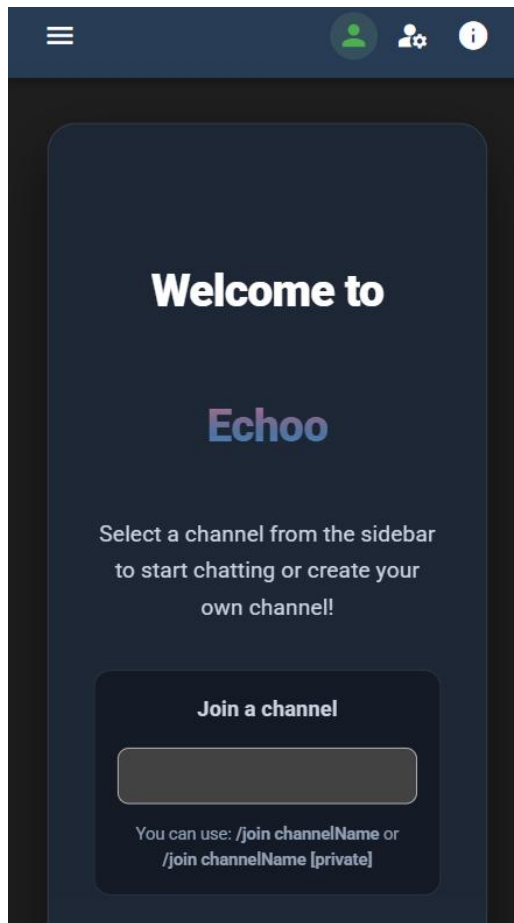 Welcome to
Echoo
Select a channel from the sidebar
to start chatting or create your
own channel!
Join a channel
You can use: /join channelName or
/join channelName [private]